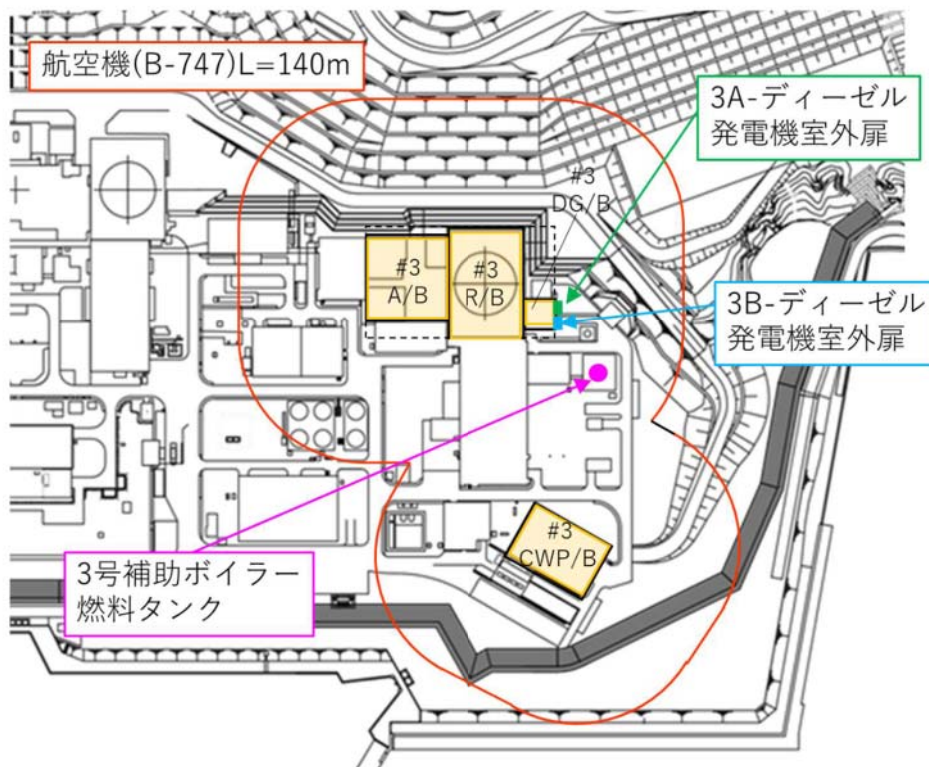 航空機(B-747)L=140m
3A-ディーゼル
発電機室外扉
#3
DG/B
#3
A/B
#3
R/B
3B-ディーゼル
発電機室外扉
#3
CWP/B
3号補助ボイラー
燃料タンク